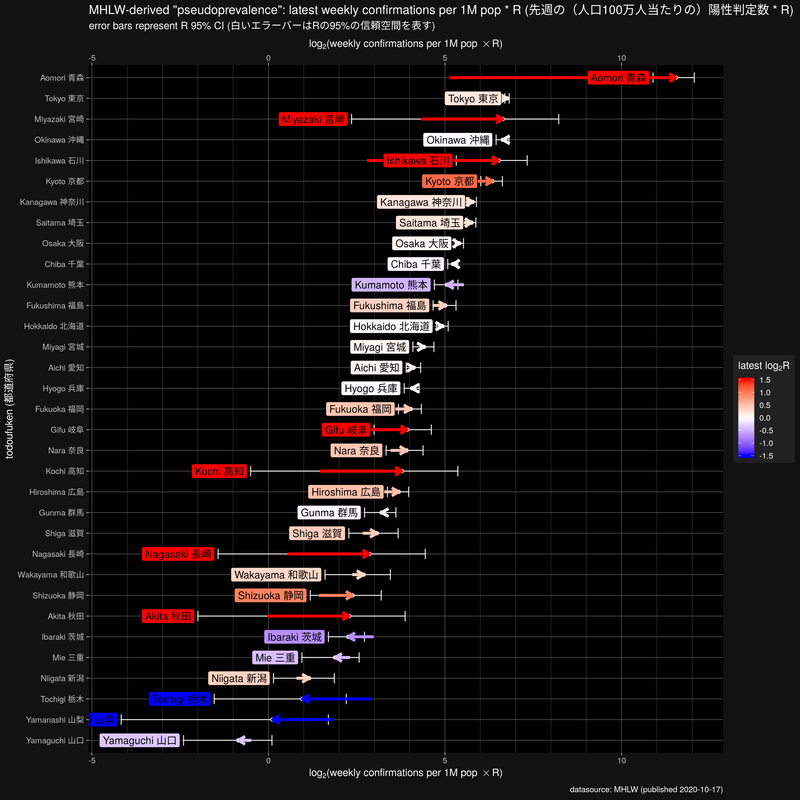 MHLW-derived "pseudoprevalence": latest weekly confirmations per 1M pop * R (先週の（人口100万人当たりの）陽性判定数 * R)
error bars represent R 95% CI (白いエラーバーはRの95%の信頼空間を表す)
log2(weekly confirmations per 1M pop × R)
-5 0 5 10
Aomori 青森 Aomori 青森
Tokyo 東京 Tokyo 東京
Miyazaki 宮崎 Miyazaki 宮崎
Okinawa 沖縄 Okinawa 沖縄
Ishikawa 石川 Ishikawa 石川
Kyoto 京都 Kyoto 京都
Kanagawa 神奈川 Kanagawa 神奈川
Saitama 埼玉 Saitama 埼玉
Osaka 大阪 Osaka 大阪
Chiba 千葉 Chiba 千葉
Kumamoto 熊本 Kumamoto 熊本
Fukushima 福島 Fukushima 福島
Hokkaido 北海道 Hokkaido 北海道
Miyagi 宮城 Miyagi 宮城
Aichi 愛知 Aichi 愛知
Hyogo 兵庫 Hyogo 兵庫
Fukuoka 福岡 Fukuoka 福岡
Gifu 岐阜 Gifu 岐阜
Nara 奈良 Nara 奈良
Kochi 高知 Kochi 高知
Hiroshima 広島 Hiroshima 広島
Gunma 群馬 Gunma 群馬
Shiga 滋賀 Shiga 滋賀
Nagasaki 長崎 Nagasaki 長崎
Wakayama 和歌山 Wakayama 和歌山
Shizuoka 静岡 Shizuoka 静岡
Akita 秋田 Akita 秋田
Ibaraki 茨城 Ibaraki 茨城
Mie 三重 Mie 三重
Niigata 新潟 Niigata 新潟
Tochigi 栃木 Tochigi 栃木
Yamanashi 山梨 山梨
Yamaguchi 山口 Yamaguchi 山口
-5 0 5 10
log2(weekly confirmations per 1M pop × R)
todoufuken (都道府県)
latest log2R
1.5
1.0
0.5
0.0
-0.5
-1.0
-1.5
datasource: MHLW (published 2020-10-17)